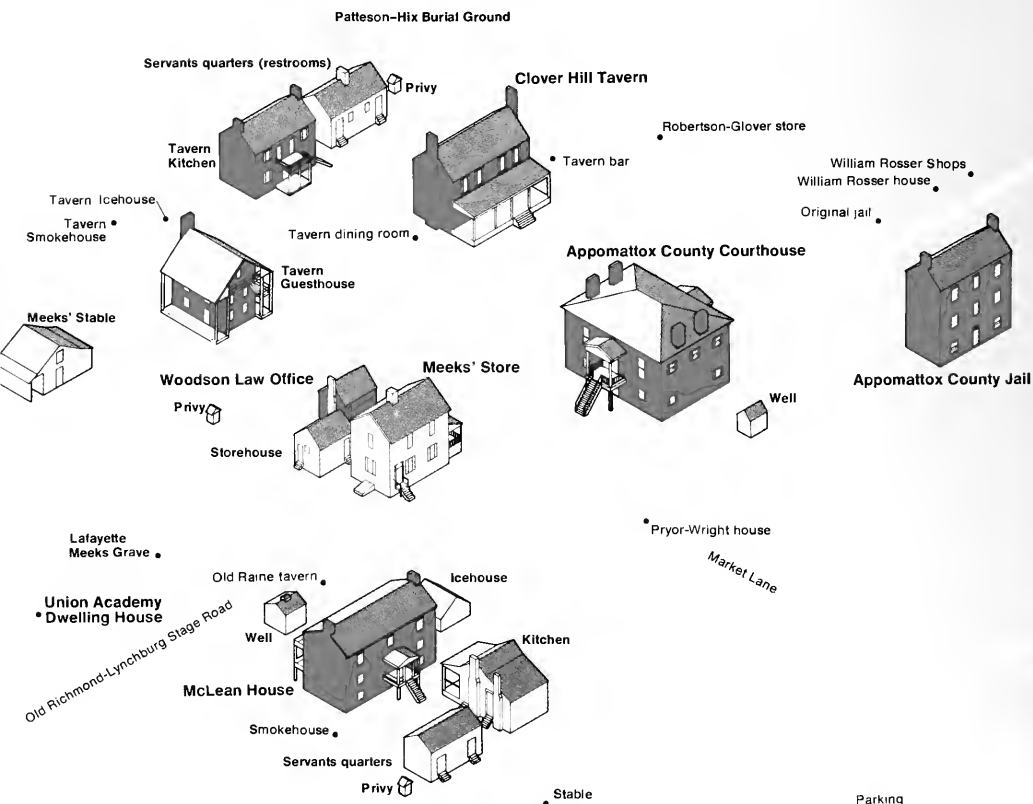 Patteson-Hix Burial Ground
Servants quarters (restrooms)
Privy
Clover Hill Tavern
Tavern
Kitchen
Tavern bar
Robertson-Glover store
William Rosser Shops
William Rosser house
Original jail
Tavern Icehouse
Tavern
Smokehouse
Tavern dining room
Tavern
Guesthouse
Appomattox County Courthouse
Meeks' Stable
Appomattox County Jail
Woodson Law Office
Meeks' Store
Privy
Well
Storehouse
Pryor-Wright house
Market Lane
Lafayette
Meeks Grave
Old Raine tavern
Icehouse
Union Academy
Dwelling House
Well
Kitchen
Old Richmond-Lynchburg Stage Road
McLean House
Smokehouse
Servants quarters
Privy
Stable
Parking